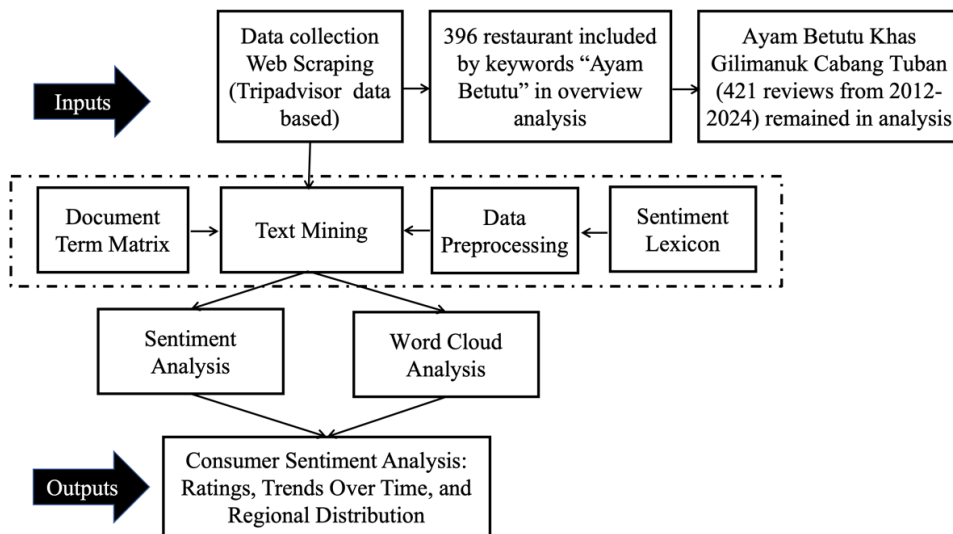 Inputs
Data collection
Web Scraping
(Tripadvisor data
based)
396 restaurant included
by keywords “Ayam
Betutu” in overview
analysis
Ayam Betutu Khas
Gilimanuk Cabang Tuban
(421 reviews from 2012-
2024) remained in analysis
Document
Term Matrix
Text Mining
Data
Preprocessing
Sentiment
Lexicon
Sentiment
Analysis
Word Cloud
Analysis
Outputs
Consumer Sentiment Analysis:
Ratings, Trends Over Time, and
Regional Distribution